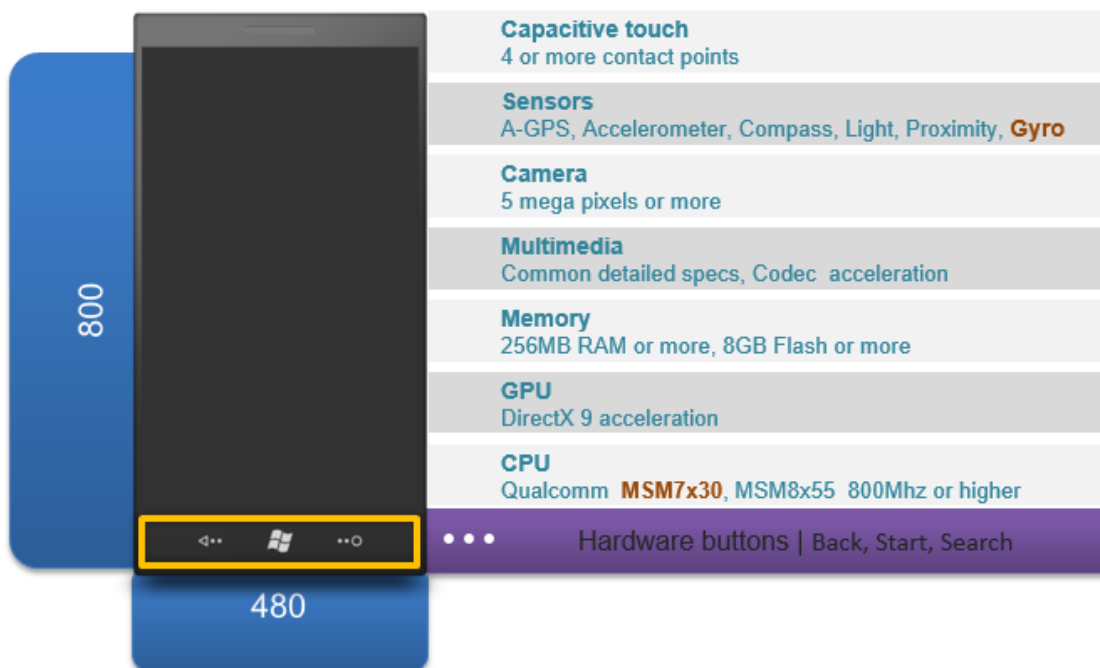 Capacitive touch
4 or more contact points
Sensors
A-GPS, Accelerometer, Compass, Light, Proximity, Gyro
Camera
5 mega pixels or more
Multimedia
Common detailed specs, Codec acceleration
Memory
256MB RAM or more, 8GB Flash or more
GPU
DirectX 9 acceleration
CPU
Qualcomm MSM7x30, MSM8x55 800Mhz or higher
Hardware buttons | Back, Start, Search
800
480